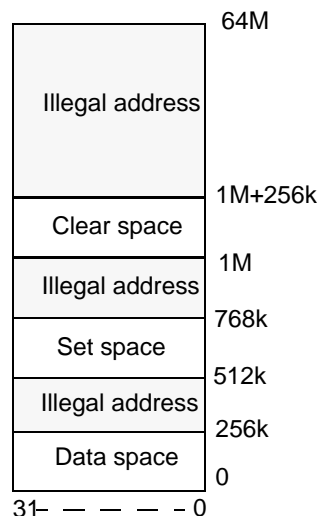 64M
Illegal address
1M+256k
Clear space
1M
Illegal address
768k
Set space
512k
Illegal address
256k
Data space
0
31 0